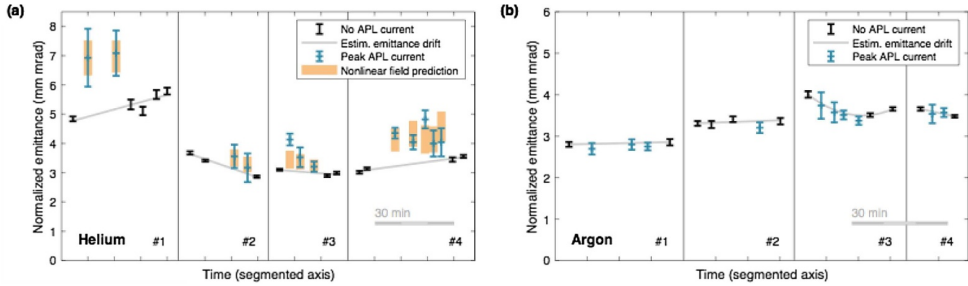 (a)
Normalized emittance (mm mrad)
9
8
7
6
5
4
3
2
1
0
No APL current
Estim. emittance drift
Peak APL current
Nonlinear field prediction
30 min
Helium
#1
#2
#3
#4
Time (segmented axis)
(b)
Normalized emittance (mm mrad)
6
5
4
3
2
1
0
No APL current
Estim. emittance drift
Peak APL current
30 min
Argon
#1
#2
#3
#4
Time (segmented axis)